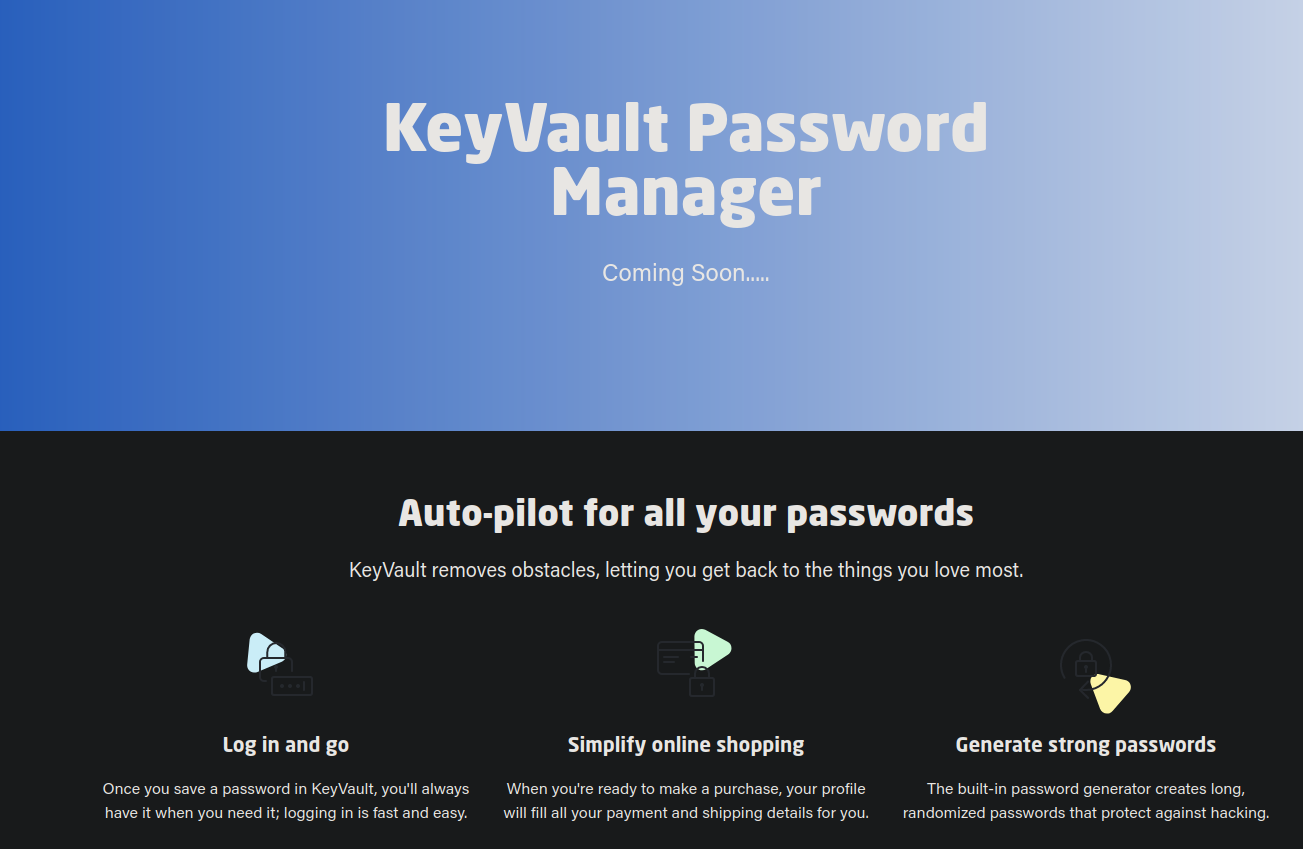 KeyVault Password
Manager
Coming Soon.....
Auto-pilot for all your passwords
KeyVault removes obstacles, letting you get back to the things you love most.
Log in and go
Once you save a password in KeyVault, you'll always
have it when you need it; logging in is fast and easy.
Simplify online shopping
When you're ready to make a purchase, your profile
will fill all your payment and shipping details for you.
Generate strong passwords
The built-in password generator creates long,
randomized passwords that protect against hacking.